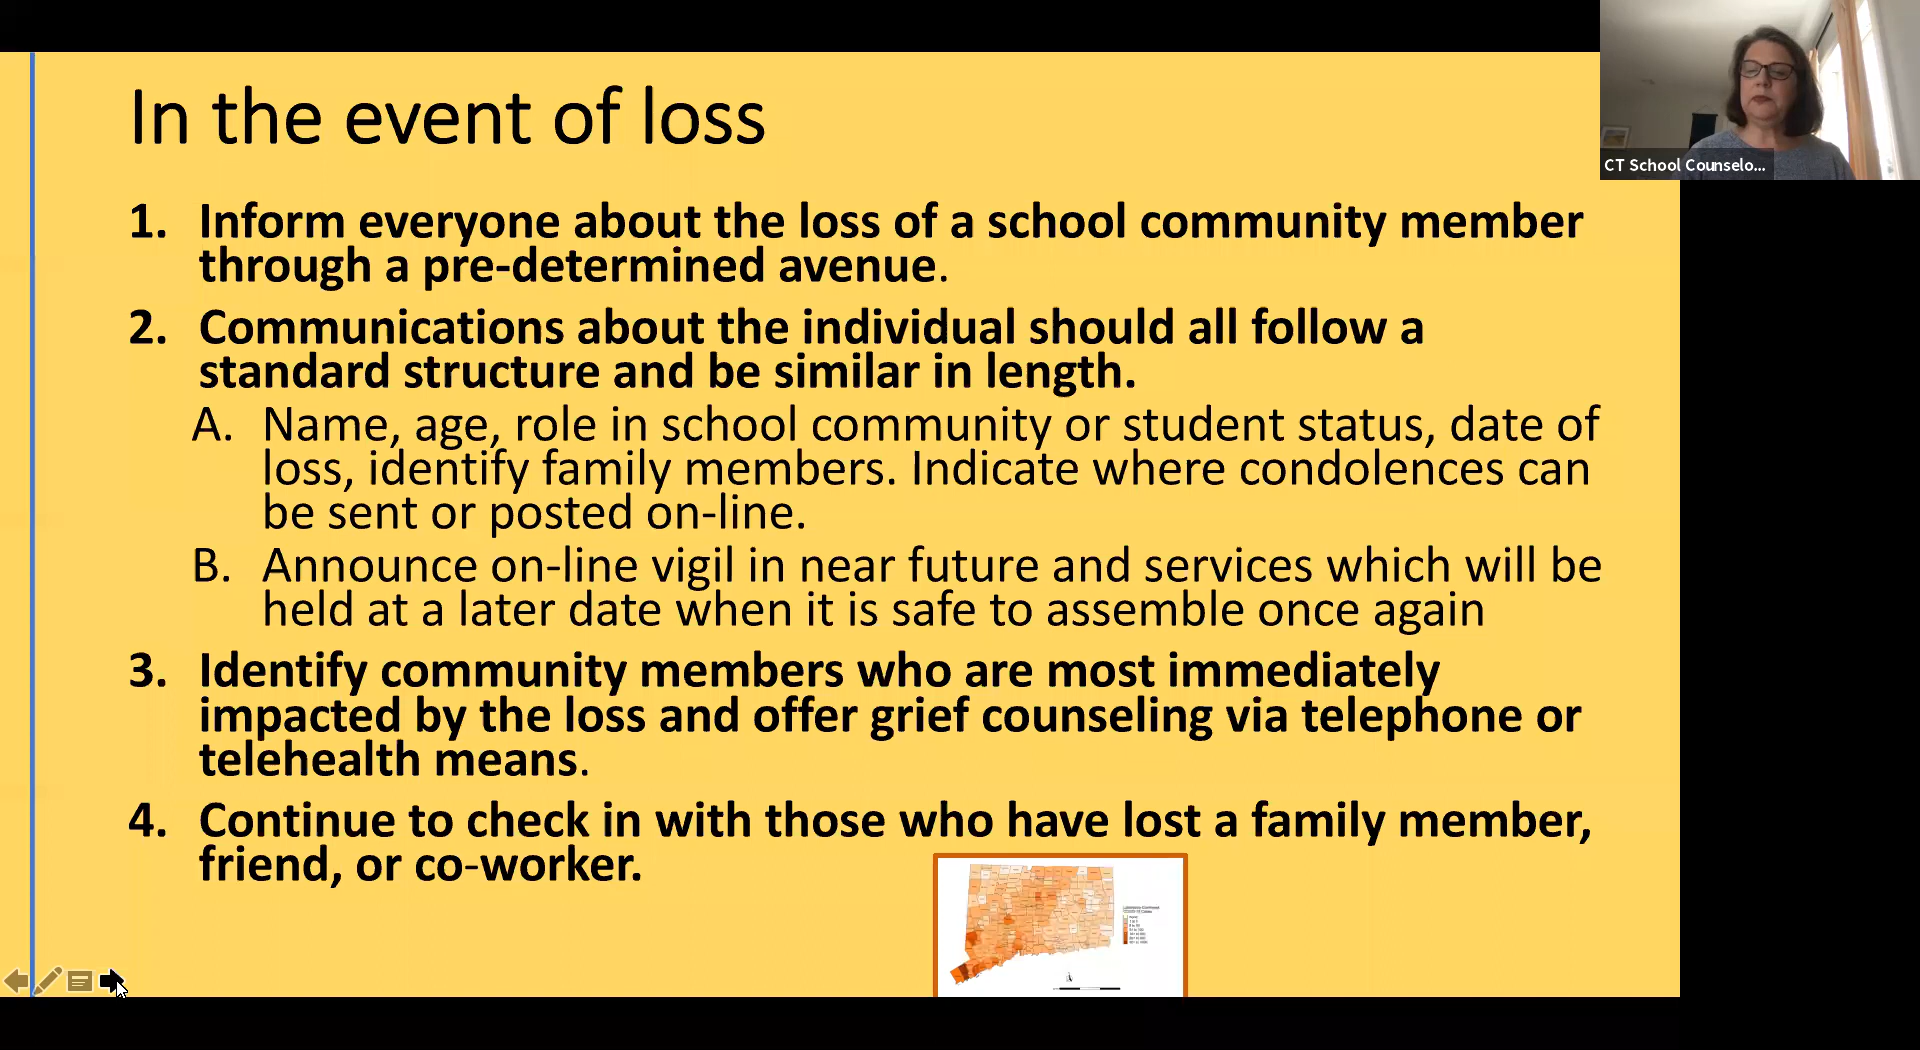 In the event of loss
CT School Counselo...
1. Inform everyone about the loss of a school community member
through a pre-determined avenue.
2. Communications about the individual should all follow a
standard structure and be similar in length.
A. Name, age, role in school community or student status, date of
loss, identify family members. Indicate where condolences can
be sent or posted on-line.
B. Announce on-line vigil in near future and services which will be
held at a later date when it is safe to assemble once again
3. Identify community members who are most immediately
impacted by the loss and offer grief counseling via telephone or
telehealth means.
4. Continue to check in with those who have lost a family member,
friend, or co-worker.